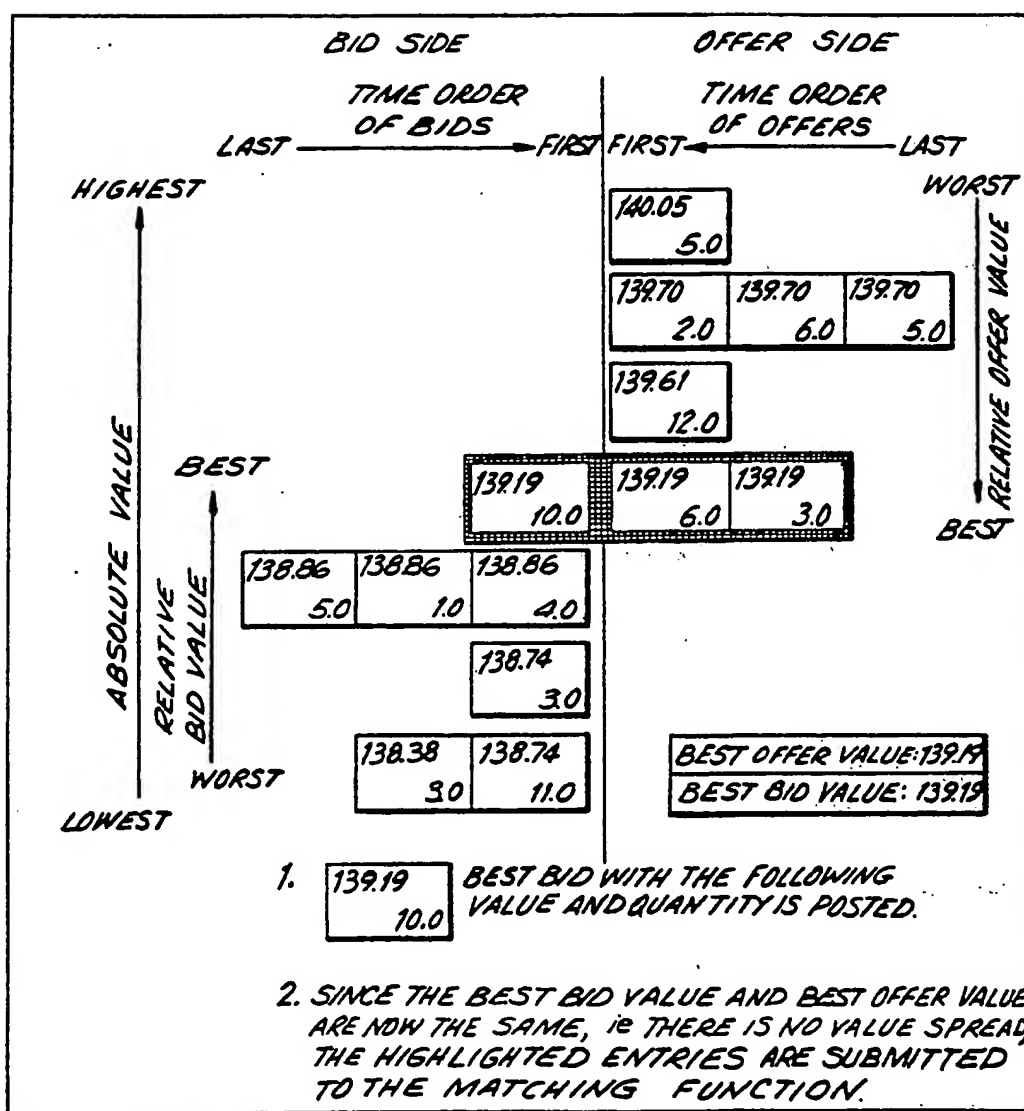 BID SIDE
OFFER SIDE
TIME ORDER
OF BIDS
TIME ORDER
OF OFFERS
LAST
FIRST
FIRST
LAST
HIGHEST
WORST
140.05
5.0
139.70
2.0
139.70
6.0
139.70
5.0
139.61
12.0
RELATIVE OFFER VALUE
ABSOLUTE VALUE
BEST
139.19
10.0
139.19
6.0
139.19
3.0
BEST
138.86
5.0
138.86
1.0
138.86
4.0
RELATIVE
BID VALUE
138.74
3.0
138.38
3.0
138.74
11.0
WORST
LOWEST
BEST OFFER VALUE:139.19
BEST BID VALUE: 139.19
1. 139.19
10.0
BEST BID WITH THE FOLLOWING
VALUE AND QUANTITY IS POSTED.
2. SINCE THE BEST BID VALUE AND BEST OFFER VALUE
ARE NOW THE SAME, ie THERE IS NO VALUE SPREAD,
THE HIGHLIGHTED ENTRIES ARE SUBMITTED
TO THE MATCHING FUNCTION.